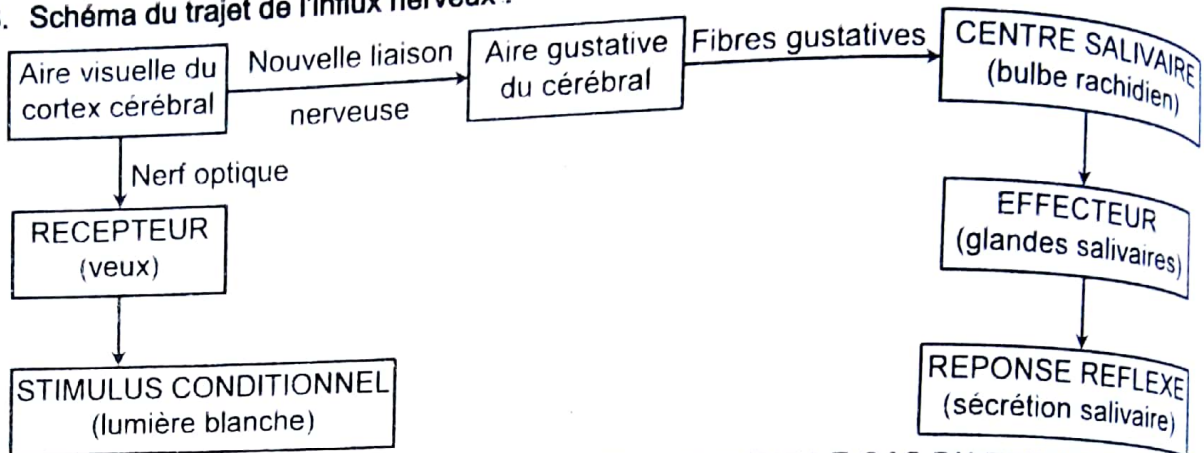 Schéma du trajet de l'influx nerveux :
Aire visuelle du
cortex cérébral
Nouvelle liaison
nerveuse
Aire gustative
du cérébral
Fibres gustatives
CENTRE SALIVAIRE
(bulbe rachidien)
Nerf optique
RECEPTEUR
(veux)
EFFECTEUR
(glandes salivaires)
STIMULUS CONDITIONNEL
(lumière blanche)
REPONSE REFLEXE
(sécrétion salivaire)